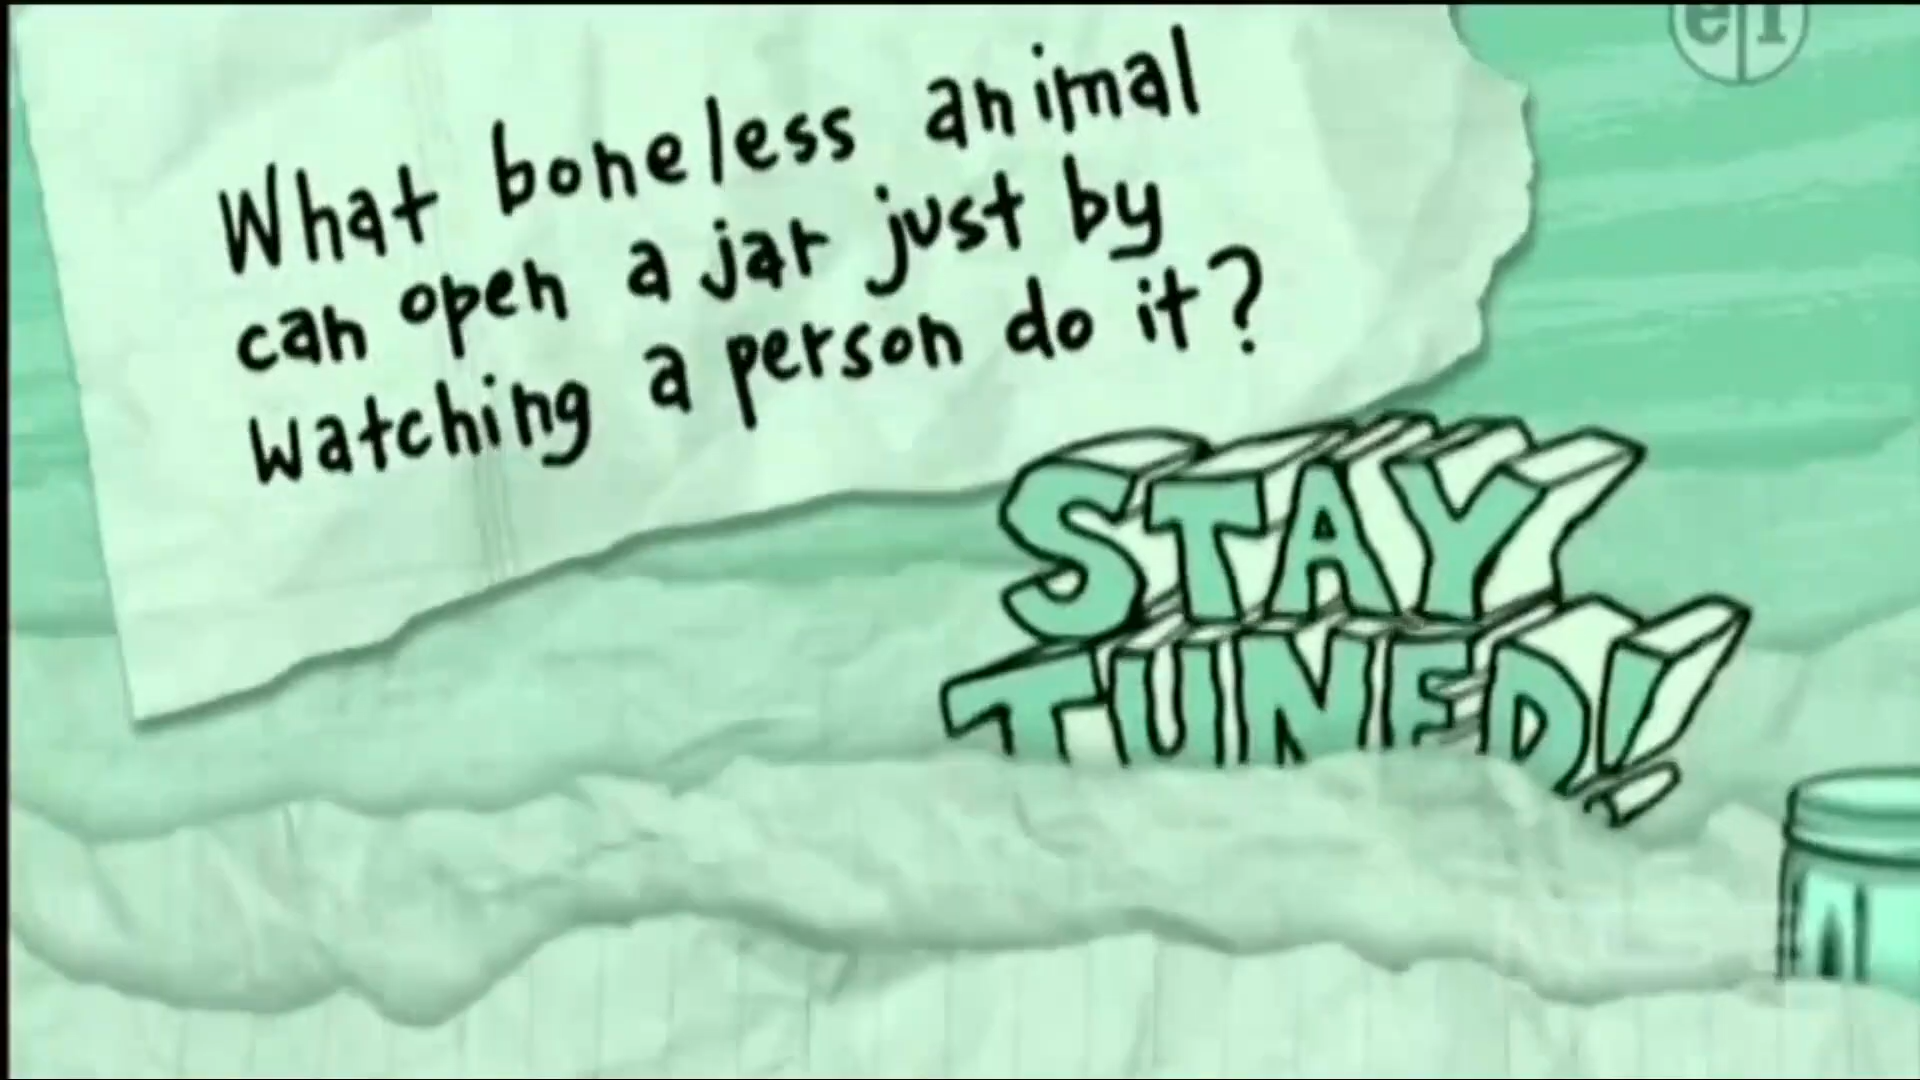 e/i
What boneless animal
can open a jar just by
watching a person do it?
STAY
TUNED!